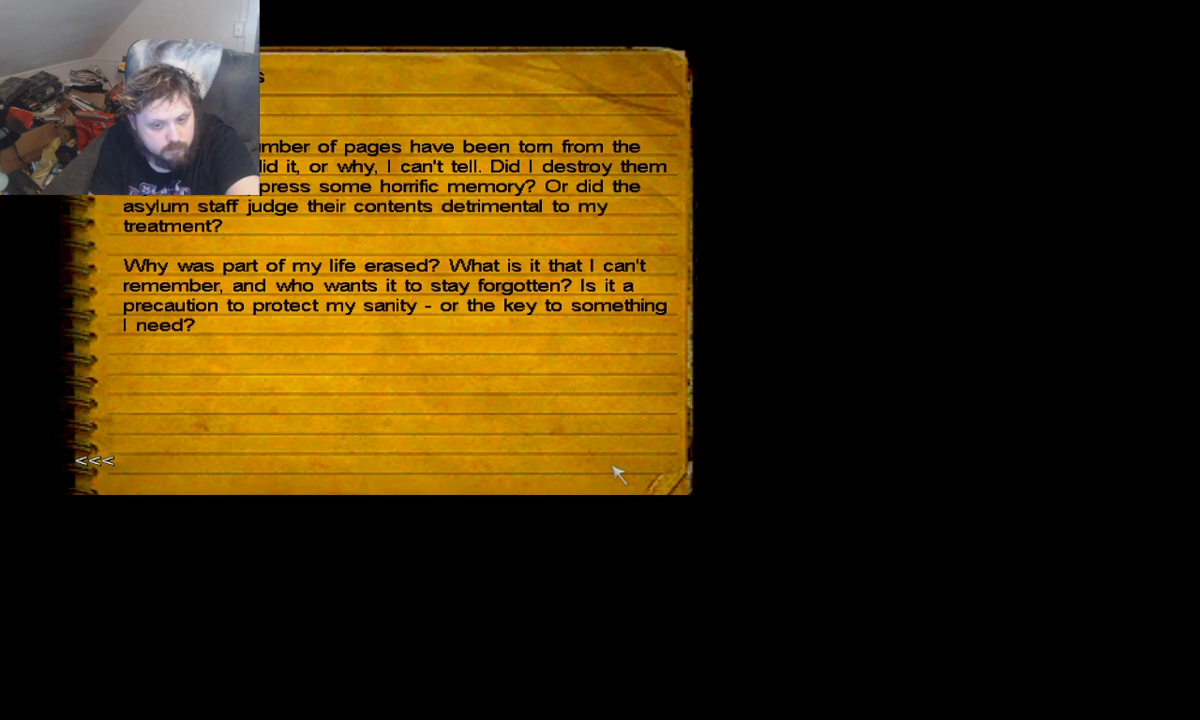 of pages have been torn from the
it, or why, I can't tell. Did I destroy them
some horrific memory? Or did the
asylum staff judge their contents detrimental to my
treatment?
Why was part of my life erased? What is it that I can't
remember, and who wants it to stay forgotten? Is it a
precaution to protect my sanity - or the key to something
I need?
<<<